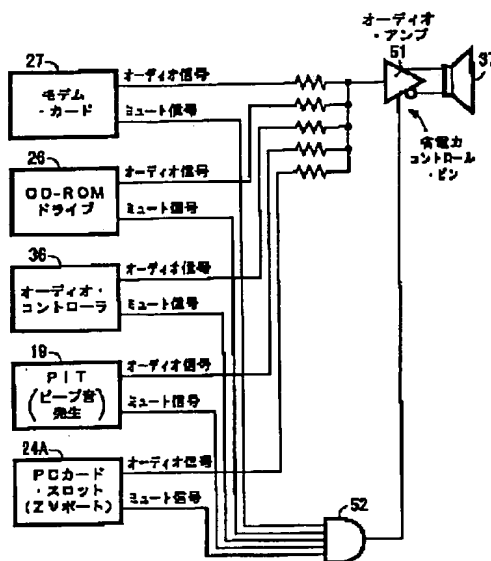 オーディオ
・アンプ
51
37
27
モデム
・カード
オーディオ信号
ミュート信号
省電力
コントロール
・ピン
26
CD-ROM
ドライブ
オーディオ信号
ミュート信号
36
オーディオ・
コントローラ
オーディオ信号
ミュート信号
19
PIT
(ビープ音
発生)
オーディオ信号
ミュート信号
24A
PCカード
・スロット
(ZVポート)
オーディオ信号
ミュート信号
52